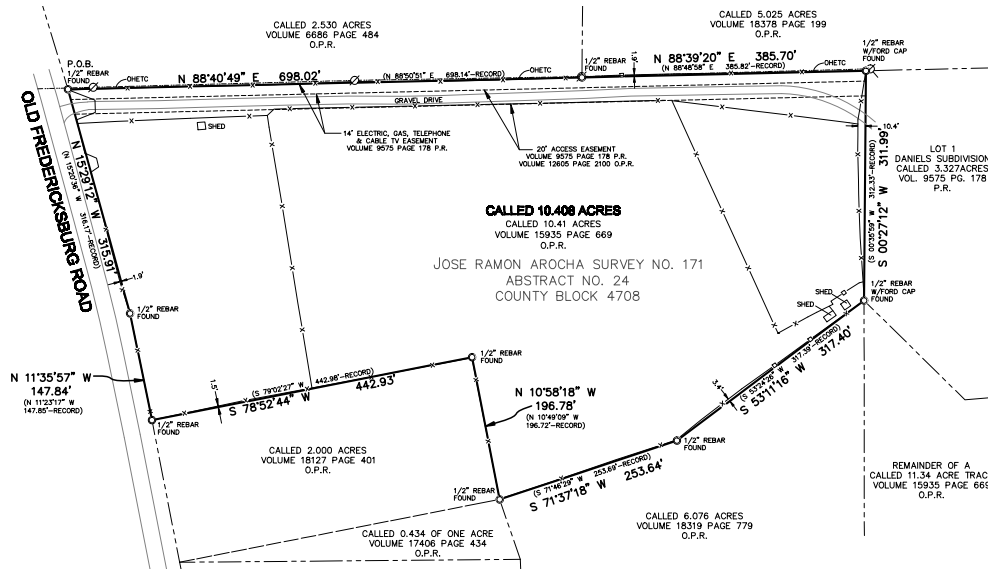 CALLED 2.530 ACRES
VOLUME 6686 PAGE 484
O.P.R.
CALLED 5.025 ACRES
VOLUME 18378 PAGE 199
O.P.R.
P.O.B.
1/2" REBAR
FOUND
OHETC
N 88°40'49" E 698.02'
(N 88°50'51" E 698.14'-RECORD)
OHETC
1/2" REBAR
FOUND
1.6'
N 88°39'20" E 385.70'
(N 88°48'58" E 385.82'-RECORD)
OHETC
1/2" REBAR
W/FORD CAP
FOUND
GRAVEL DRIVE
SHED
14' ELECTRIC, GAS, TELEPHONE
& CABLE TV EASEMENT
VOLUME 9575 PAGE 178 P.R.
20' ACCESS EASEMENT
VOLUME 9575 PAGE 178 P.R.
VOLUME 12605 PAGE 2100 O.P.R.
10.4'
LOT 1
DANIELS SUBDIVISION
CALLED 3.327ACRES
VOL. 9575 PG. 178
P.R.
OLD FREDERICKSBURG ROAD
N 15°29'12" W 315.91'
(N 15°20'36" W 316.17'-RECORD)
1.9'
CALLED 10.408 ACRES
CALLED 10.41 ACRES
VOLUME 15935 PAGE 669
O.P.R.
JOSE RAMON AROCHA SURVEY NO. 171
ABSTRACT NO. 24
COUNTY BLOCK 4708
(S 00°35'59" W 312.33'-RECORD)
S 00°27'12" W 311.99'
1/2" REBAR
W/FORD CAP
FOUND
SHED
SHED
1/2" REBAR
FOUND
N 11°35'57" W
147.84'
(N 11°23'17" W
147.85'-RECORD)
1/2" REBAR
FOUND
1.5'
(S 79°02'27" W 442.98'-RECORD)
S 78°52'44" W 442.93'
1/2" REBAR
FOUND
N 10°58'18" W
196.78'
(N 10°49'09" W
196.72'-RECORD)
3.4'
(S 53°24'26" W 317.39'-RECORD)
S 53°11'16" W 317.40'
1/2" REBAR
FOUND
(S 71°46'29" W 253.69'-RECORD)
S 71°37'18" W 253.64'
1/2" REBAR
FOUND
CALLED 2.000 ACRES
VOLUME 18127 PAGE 401
O.P.R.
CALLED 0.434 OF ONE ACRE
VOLUME 17406 PAGE 434
O.P.R.
CALLED 6.076 ACRES
VOLUME 18319 PAGE 779
O.P.R.
REMAINDER OF A
CALLED 11.34 ACRE TRAC
VOLUME 15935 PAGE 669
O.P.R.